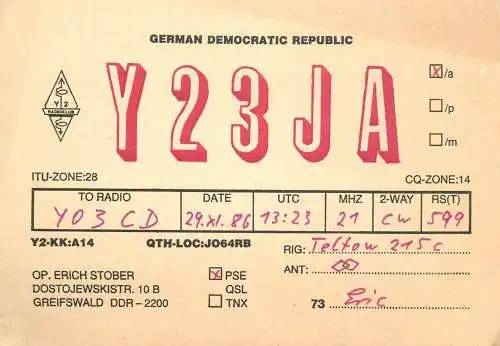 GERMAN DEMOCRATIC REPUBLIC
Y23JA
Y 2
RADIOKLUB
X /a
/p
/m
ITU-ZONE:28 CQ-ZONE:14
TO RADIO DATE UTC MHZ 2-WAY RS(T)
YO3CD 29.XI.86 13:23 21 CW 599
Y2-KK:A14 QTH-LOC:JO64RB
RIG: Teltow 215c
ANT:
OP. ERICH STOBER X PSE
DOSTOJEWSKISTR. 10 B QSL
GREIFSWALD DDR-2200 TNX
73 Eric